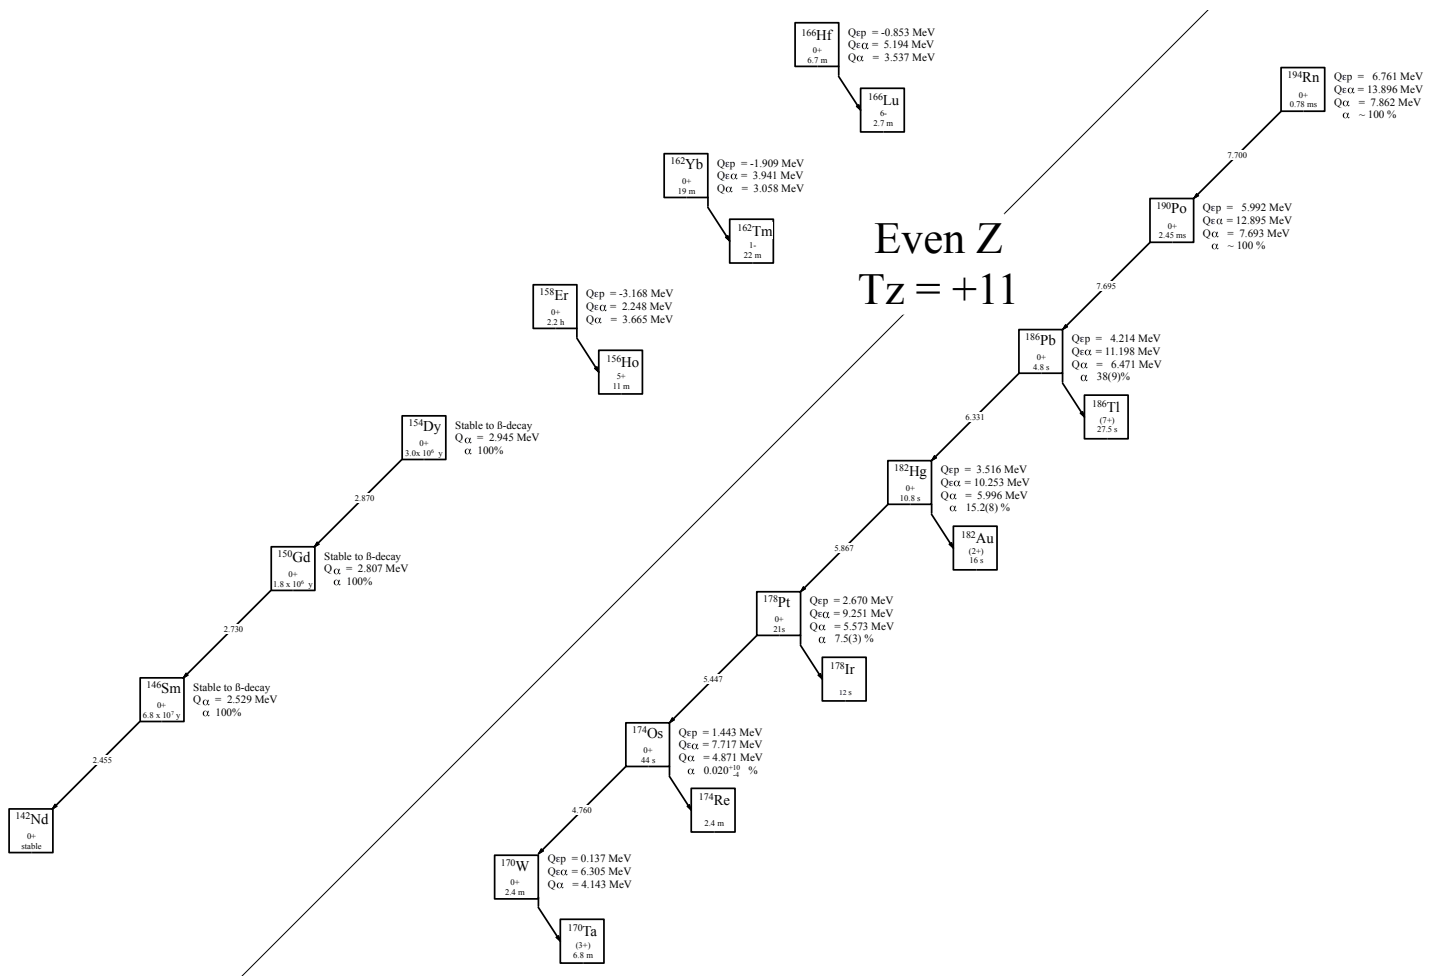 166Hf
0+
6.7 m
Qεp = -0.853 MeV
Qεα = 5.194 MeV
Qα = 3.537 MeV
166Lu
6-
2.7 m
194Rn
0+
0.78 ms
Qεp = 6.761 MeV
Qεα = 13.896 MeV
Qα = 7.862 MeV
α ~ 100 %
7.700
162Yb
0+
19 m
Qεp = -1.909 MeV
Qεα = 3.941 MeV
Qα = 3.058 MeV
162Tm
1-
22 m
Even Z
Tz = +11
190Po
0+
2.45 ms
Qεp = 5.992 MeV
Qεα = 12.895 MeV
Qα = 7.693 MeV
α ~ 100 %
7.695
158Er
0+
2.2 h
Qεp = -3.168 MeV
Qεα = 2.248 MeV
Qα = 3.665 MeV
156Ho
5+
11 m
186Pb
0+
4.8 s
Qεp = 4.214 MeV
Qεα = 11.198 MeV
Qα = 6.471 MeV
α 38(9)%
186Tl
(7+)
27.5 s
6.331
154Dy
0+
3.0x 10⁶ y
Stable to ß-decay
Qα = 2.945 MeV
α 100%
2.870
182Hg
0+
10.8 s
Qεp = 3.516 MeV
Qεα = 10.253 MeV
Qα = 5.996 MeV
α 15.2(8) %
182Au
(2+)
16 s
5.867
150Gd
0+
1.8 x 10⁶ y
Stable to ß-decay
Qα = 2.807 MeV
α 100%
2.730
178Pt
0+
21s
Qεp = 2.670 MeV
Qεα = 9.251 MeV
Qα = 5.573 MeV
α 7.5(3) %
178Ir
12 s
5.447
146Sm
0+
6.8 x 10⁷ y
Stable to ß-decay
Qα = 2.529 MeV
α 100%
2.455
174Os
0+
44 s
Qεp = 1.443 MeV
Qεα = 7.717 MeV
Qα = 4.871 MeV
α 0.020+10-4 %
174Re
2.4 m
4.760
142Nd
0+
stable
170W
0+
2.4 m
Qεp = 0.137 MeV
Qεα = 6.305 MeV
Qα = 4.143 MeV
170Ta
(3+)
6.8 m